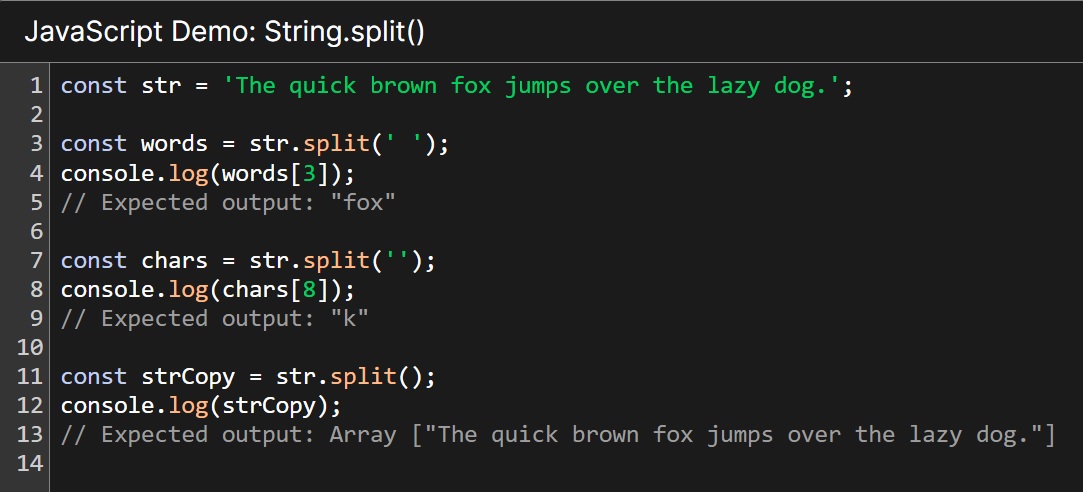 JavaScript Demo: String.split()
1 const str = 'The quick brown fox jumps over the lazy dog.';
2
3 const words = str.split(' ');
4 console.log(words[3]);
5 // Expected output: "fox"
6
7 const chars = str.split('');
8 console.log(chars[8]);
9 // Expected output: "k"
10
11 const strCopy = str.split();
12 console.log(strCopy);
13 // Expected output: Array ["The quick brown fox jumps over the lazy dog."]
14